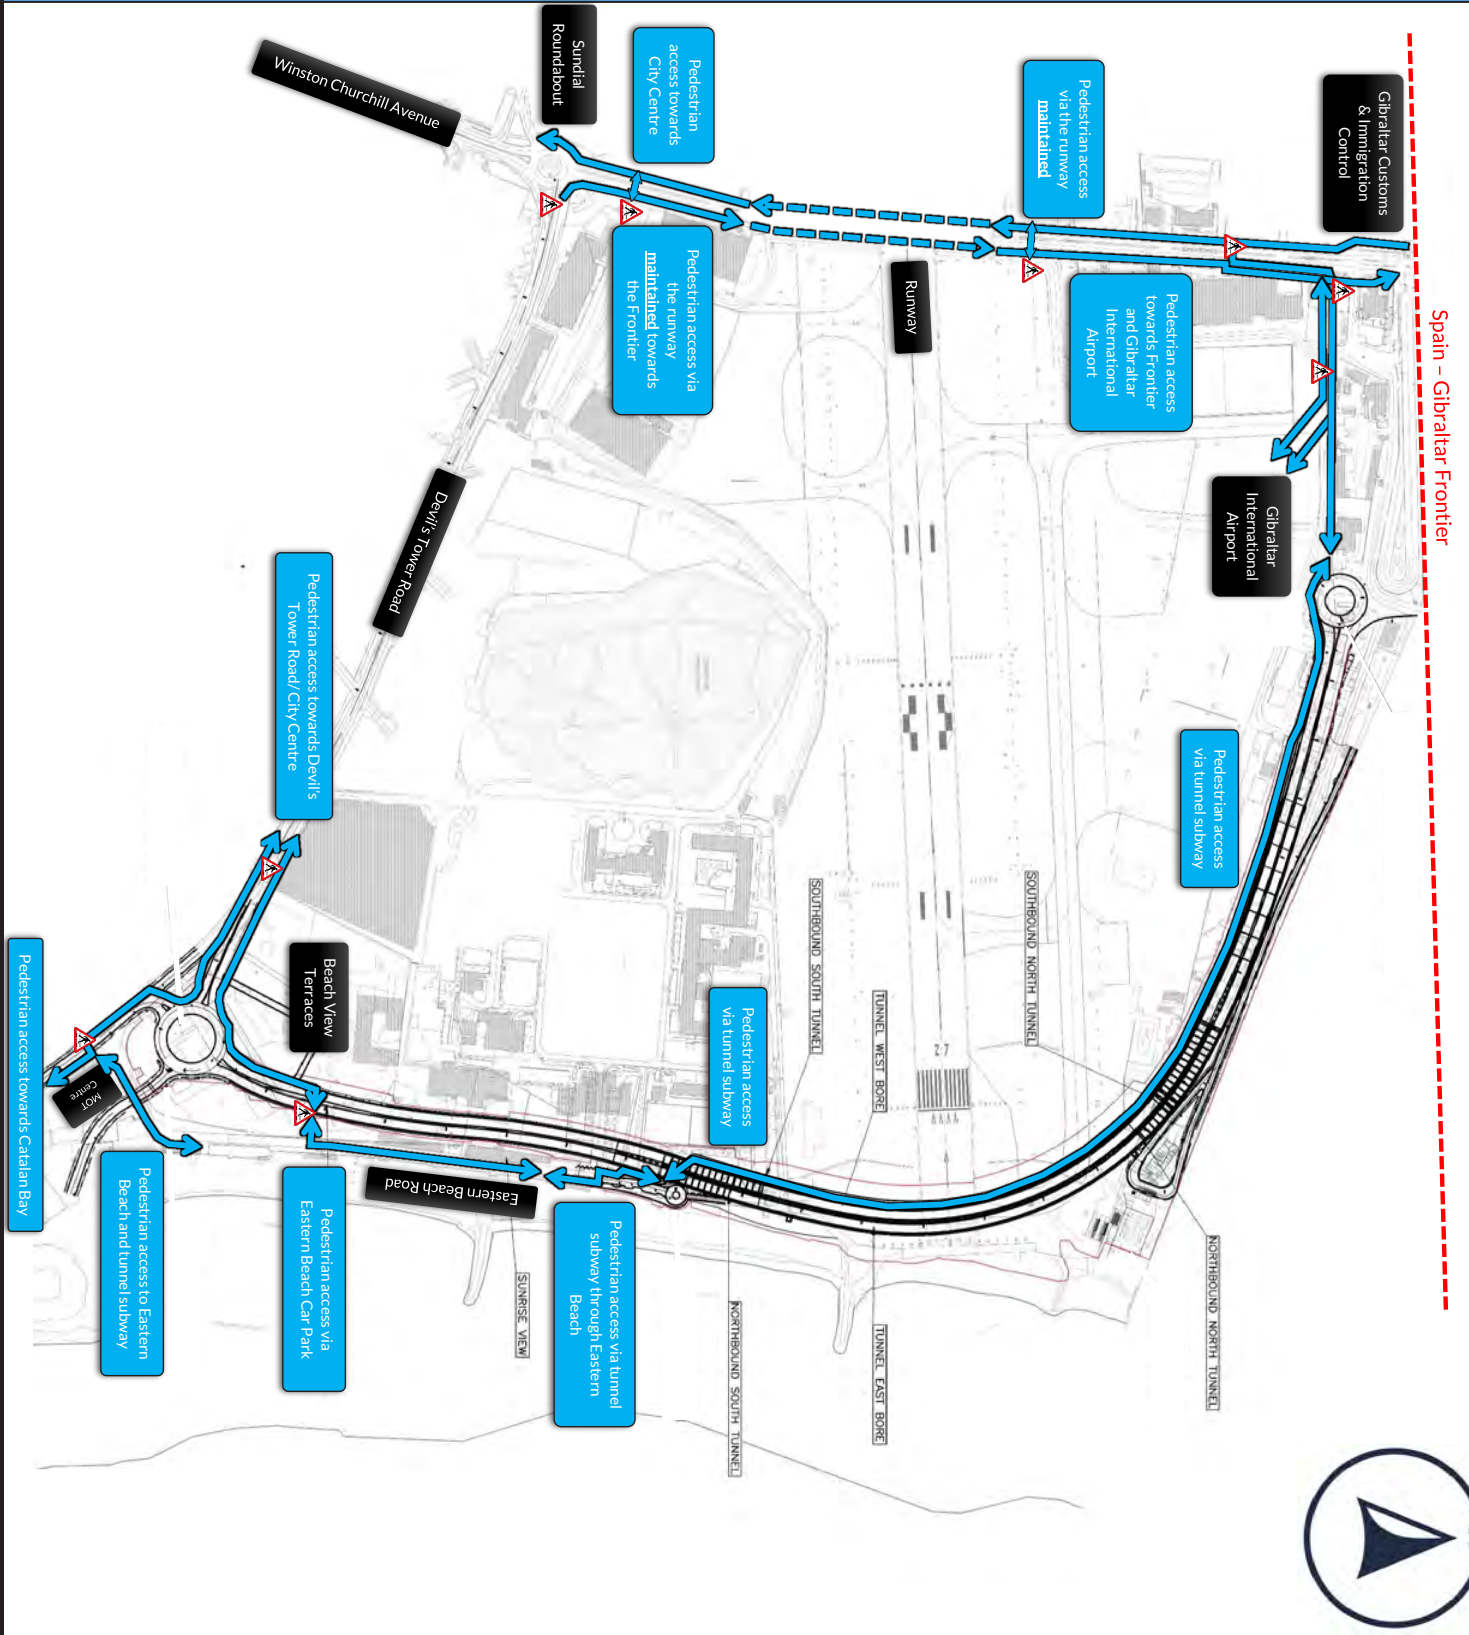 Spain – Gibraltar Frontier
Gibraltar Customs
& Immigration
Control
Pedestrian access
via the runway
maintained
Pedestrian
access towards
City Centre
Sundial
Roundabout
Winston Churchill Avenue
Pedestrian access
towards Frontier
and Gibraltar
International
Airport
Runway
Pedestrian access via
the runway
maintained towards
the Frontier
Gibraltar
International
Airport
Devil's Tower Road
Pedestrian access towards Devil's
Tower Road/City Centre
Pedestrian access
via tunnel subway
SOUTHBOUND NORTH TUNNEL
SOUTHBOUND SOUTH TUNNEL
TUNNEL WEST BORE
27
Beach View
Terraces
Pedestrian access
via tunnel subway
MOT
Centre
Pedestrian access towards Catalan Bay
Pedestrian access to Eastern
Beach and tunnel subway
Pedestrian access via
Eastern Beach Car Park
Eastern Beach Road
Pedestrian access via tunnel
subway through Eastern
Beach
SUNRISE VIEW
NORTHBOUND SOUTH TUNNEL
TUNNEL EAST BORE
NORTHBOUND NORTH TUNNEL